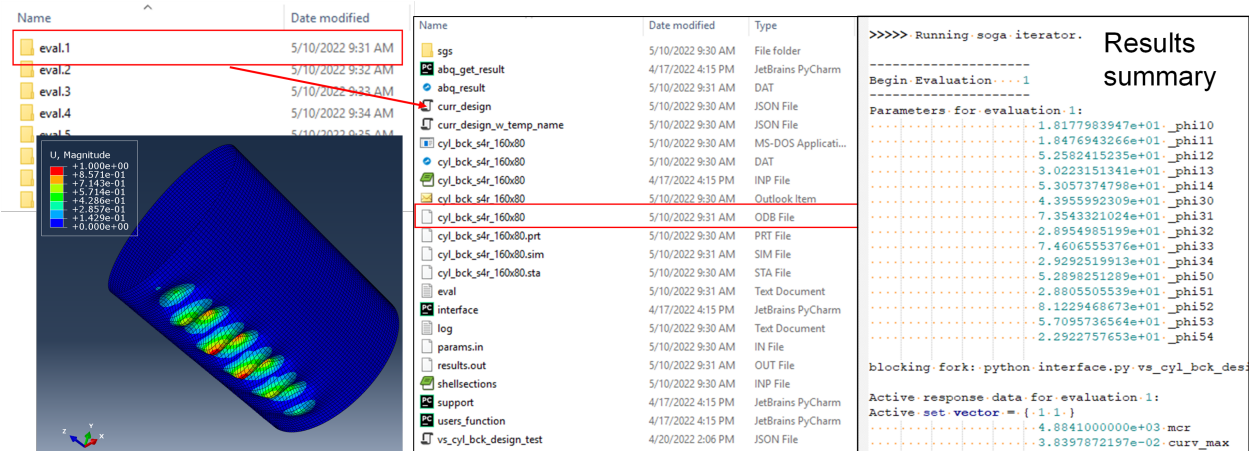 Name Date modified
eval.1 5/10/2022 9:31 AM
eval.2 5/10/2022 9:32 AM
eval.3 5/10/2022 9:33 AM
eval.4 5/10/2022 9:34 AM
eval.5 5/10/2022 9:35 AM
U, Magnitude
+1.000e+00
+8.571e-01
+7.143e-01
+5.714e-01
+4.286e-01
+2.857e-01
+1.429e-01
+0.000e+00
Y
Z X
Name Date modified Type
sgs 5/10/2022 9:30 AM File folder
abq_get_result 4/17/2022 4:15 PM JetBrains PyCharm
abq_result 5/10/2022 9:31 AM DAT
curr_design 5/10/2022 9:30 AM JSON File
curr_design_w_temp_name 5/10/2022 9:30 AM JSON File
cyl_bck_s4r_160x80 5/10/2022 9:30 AM MS-DOS Applicati...
cyl_bck_s4r_160x80 5/10/2022 9:31 AM DAT
cyl_bck_s4r_160x80 4/17/2022 4:15 PM INP File
cyl_bck_s4r_160x80 5/10/2022 9:31 AM Outlook Item
cyl_bck_s4r_160x80 5/10/2022 9:31 AM ODB File
cyl_bck_s4r_160x80.prt 5/10/2022 9:30 AM PRT File
cyl_bck_s4r_160x80.sim 5/10/2022 9:31 AM SIM File
cyl_bck_s4r_160x80.sta 5/10/2022 9:30 AM STA File
eval 5/10/2022 9:31 AM Text Document
interface 4/17/2022 4:15 PM JetBrains PyCharm
log 5/10/2022 9:30 AM Text Document
params.in 5/10/2022 9:30 AM IN File
results.out 5/10/2022 9:31 AM OUT File
shellsections 5/10/2022 9:30 AM INP File
support 4/17/2022 4:15 PM JetBrains PyCharm
users_function 4/17/2022 4:15 PM JetBrains PyCharm
vs_cyl_bck_design_test 4/20/2022 2:06 PM JSON File
Results
summary
>>>>> Running soga iterator.
---------------------
Begin Evaluation 1
---------------------
Parameters for evaluation 1:
1.8177983947e+01 _phi10
1.8476943266e+01 _phi11
5.2582415235e+01 _phi12
3.0223151341e+01 _phi13
5.3057374798e+01 _phi14
4.3955992309e+01 _phi30
7.3543321024e+01 _phi31
2.8954985199e+01 _phi32
7.4606555376e+01 _phi33
2.9292519913e+01 _phi34
5.2898251289e+01 _phi50
2.8805505539e+01 _phi51
8.1229468673e+01 _phi52
5.7095736564e+01 _phi53
2.2922757653e+01 _phi54
blocking fork: python interface.py vs_cyl_bck_desi
Active response data for evaluation 1:
Active set vector = { 1 1 }
4.8841000000e+03 mcr
3.8397872197e-02 curv_max